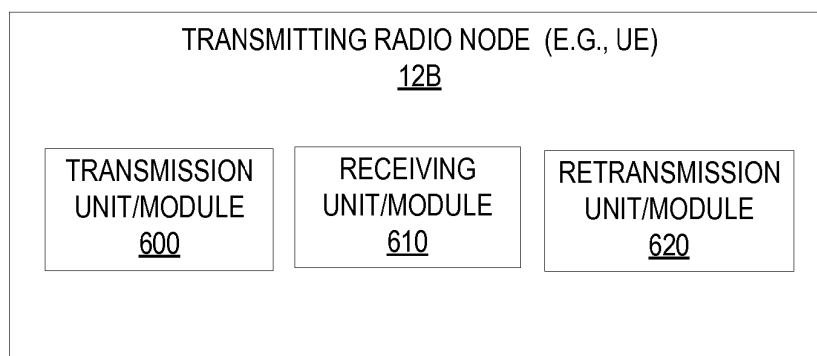 TRANSMITTING RADIO NODE (E.G., UE)
12B
TRANSMISSION
UNIT/MODULE
600
RECEIVING
UNIT/MODULE
610
RETRANSMISSION
UNIT/MODULE
620